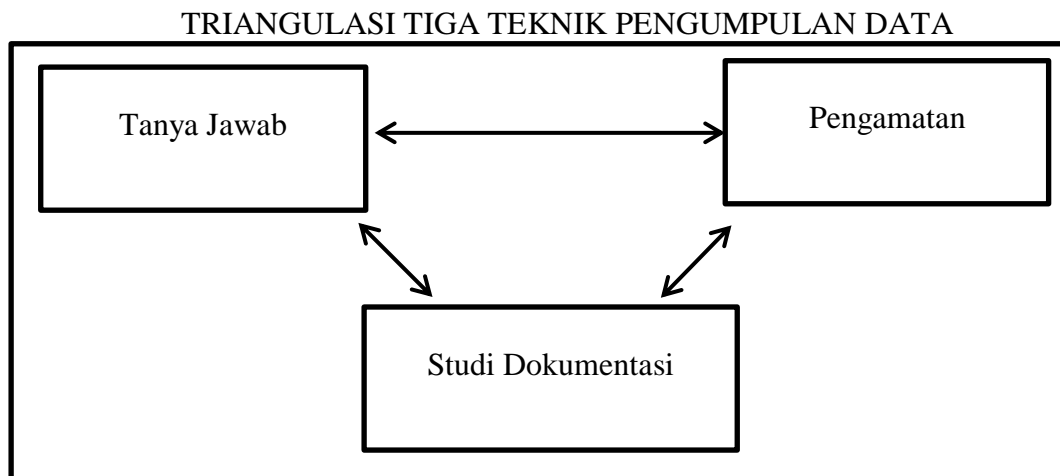 TRIANGULASI TIGA TEKNIK PENGUMPULAN DATA
Tanya Jawab
Pengamatan
Studi Dokumentasi